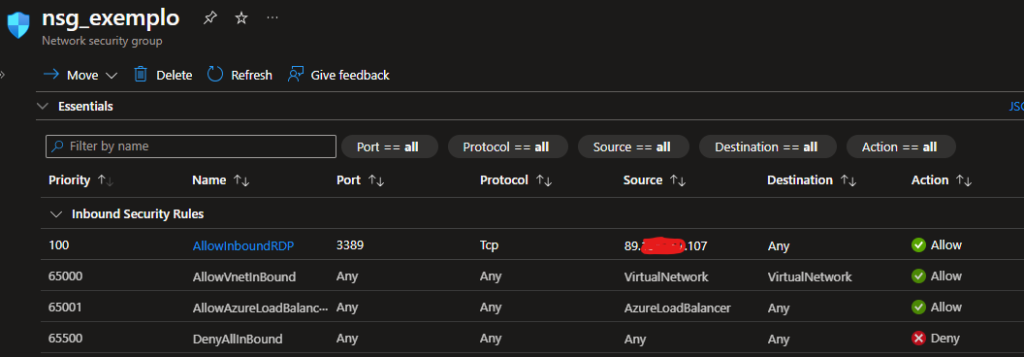 nsg_exemplo
Network security group
Move Delete Refresh Give feedback
Essentials JS
Filter by name Port == all Protocol == all Source == all Destination == all Action == all
Priority Name Port Protocol Source Destination Action
Inbound Security Rules
100 AllowInboundRDP 3389 Tcp 89. .107 Any Allow
65000 AllowVnetInBound Any Any VirtualNetwork VirtualNetwork Allow
65001 AllowAzureLoadBalanc... Any Any AzureLoadBalancer Any Allow
65500 DenyAllInBound Any Any Any Any Deny